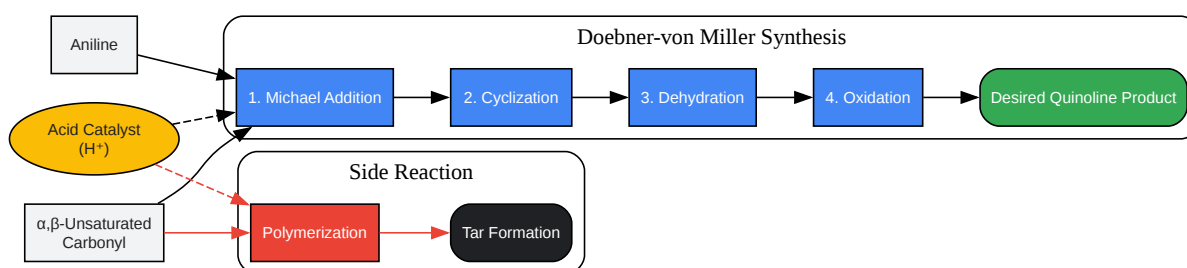 Doebner-von Miller Synthesis
Aniline
1. Michael Addition
2. Cyclization
3. Dehydration
4. Oxidation
Desired Quinoline Product
Acid Catalyst
(H⁺)
Side Reaction
α,β-Unsaturated
Carbonyl
Polymerization
Tar Formation